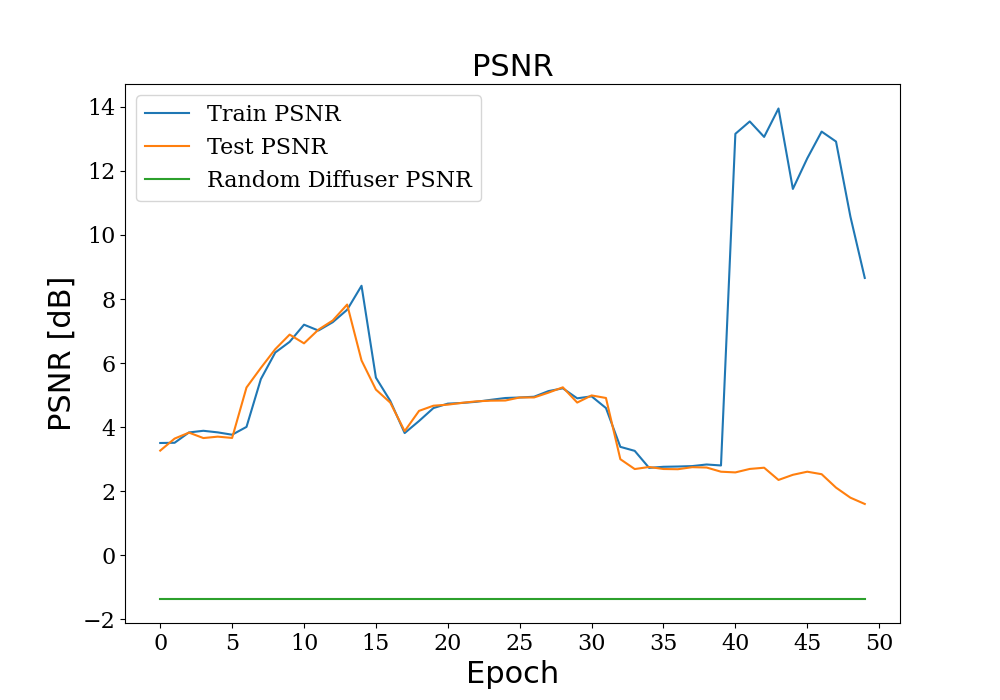 PSNR
Train PSNR
Test PSNR
Random Diffuser PSNR
PSNR [dB]
14
12
10
8
6
4
2
0
−2
0 5 10 15 20 25 30 35 40 45 50
Epoch